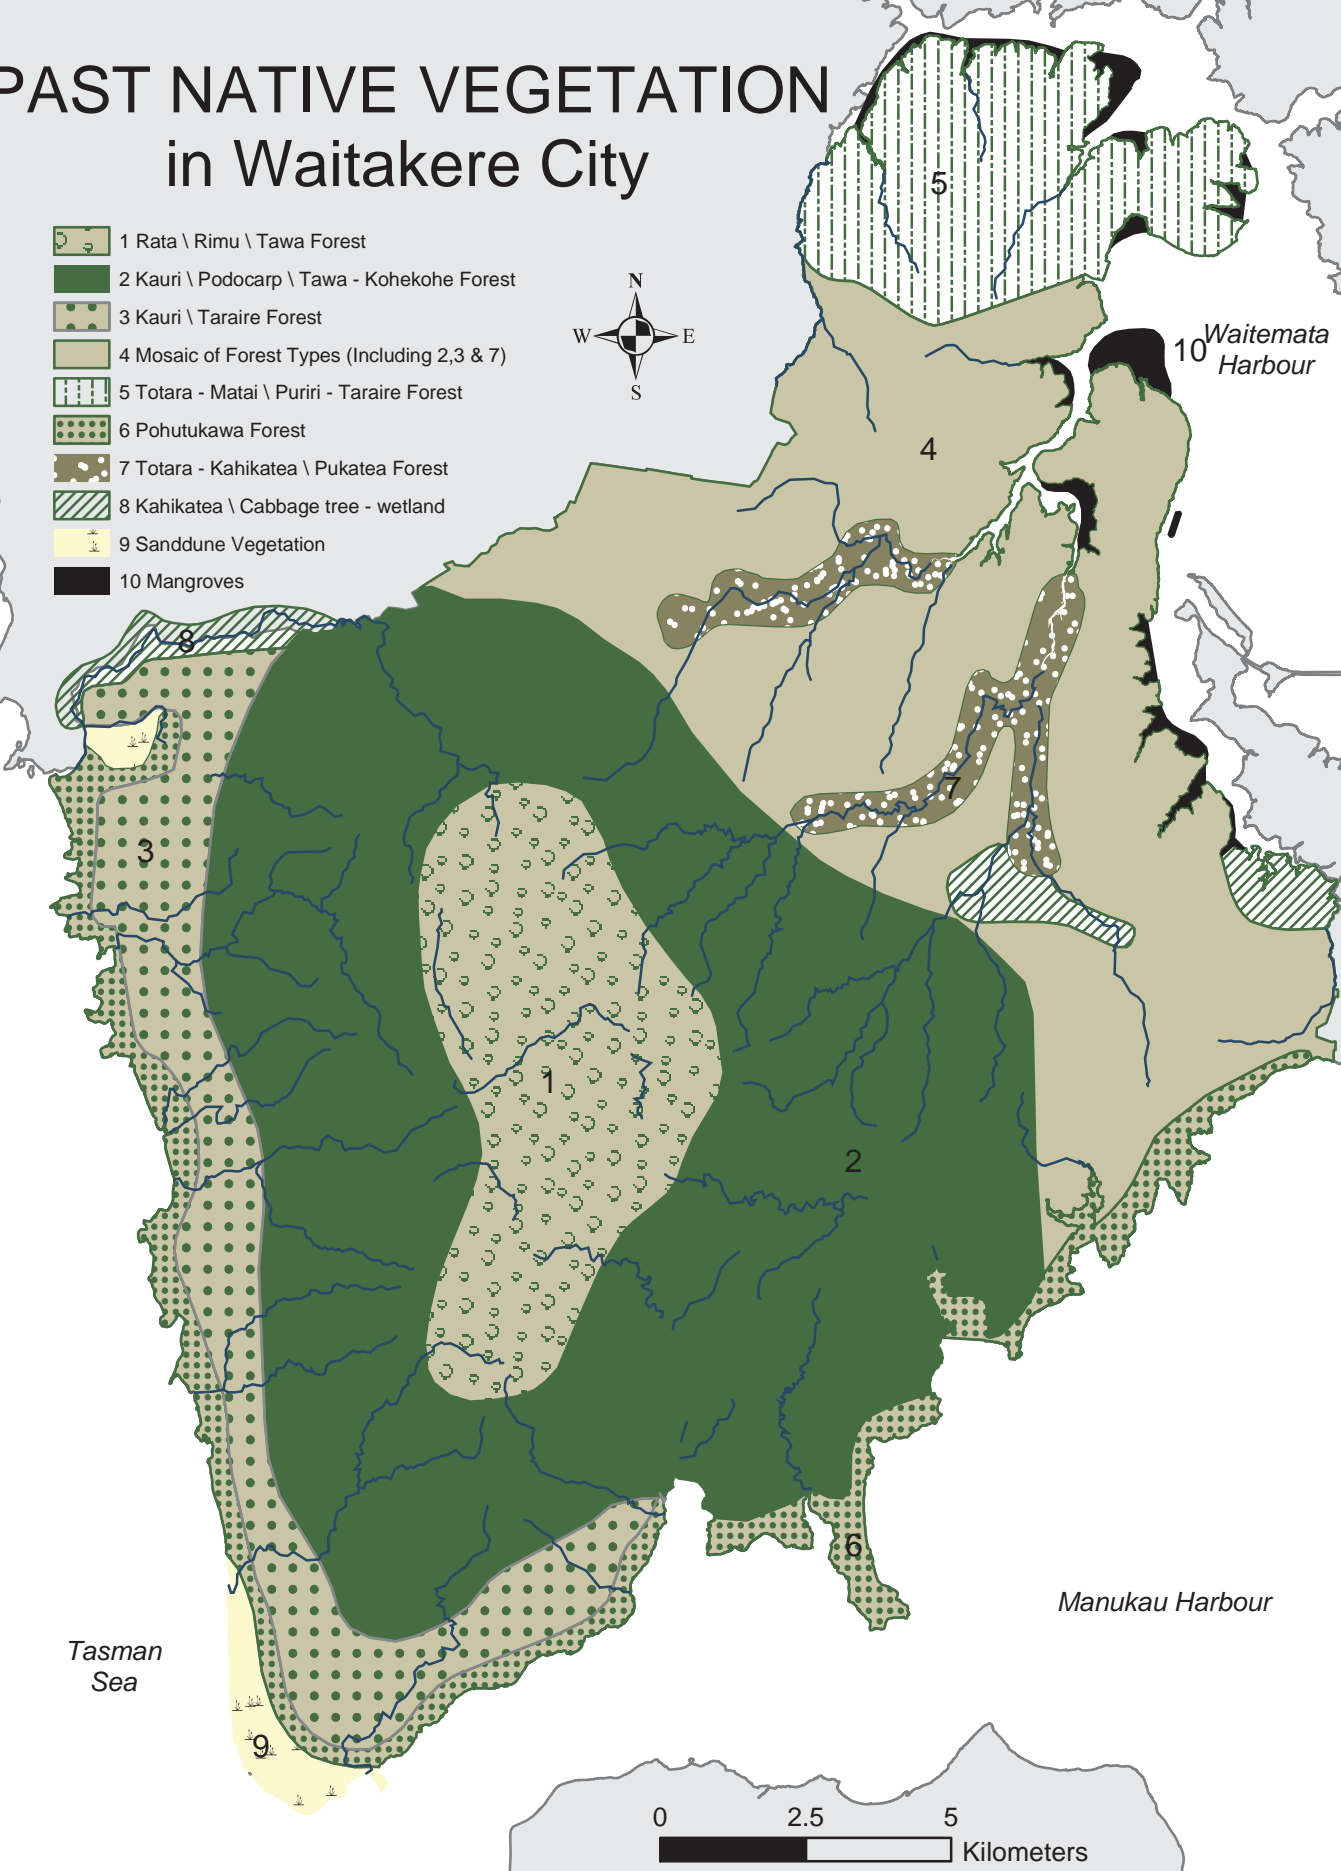 PAST NATIVE VEGETATION
in Waitakere City
1 Rata \ Rimu \ Tawa Forest
2 Kauri \ Podocarp \ Tawa - Kohekohe Forest
3 Kauri \ Taraire Forest
4 Mosaic of Forest Types (Including 2,3 & 7)
5 Totara - Matai \ Puriri - Taraire Forest
6 Pohutukawa Forest
7 Totara - Kahikatea \ Pukatea Forest
8 Kahikatea \ Cabbage tree - wetland
9 Sanddune Vegetation
10 Mangroves
N
W
E
S
5
10
Waitemata
Harbour
4
8
7
3
1
2
6
Manukau Harbour
Tasman
Sea
9
0 2.5 5
Kilometers